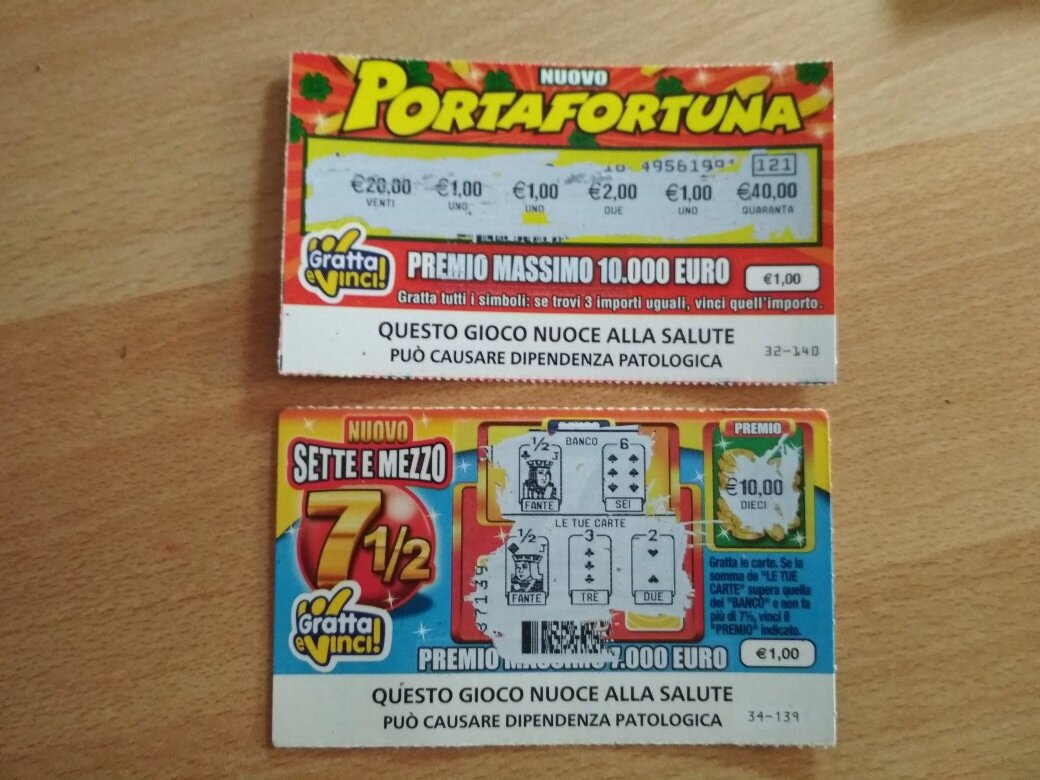 NUOVO
PORTAFORTUNA
4956199 121
€20,00 €1,00 €1,00 €2,00 €1,00 €40,00
VENTI UNO UNO DUE UNO QUARANTA
Gratta e Vinci!
PREMIO MASSIMO 10.000 EURO
€1,00
Gratta tutti i simboli: se trovi 3 importi uguali, vinci quell'importo.
QUESTO GIOCO NUOCE ALLA SALUTE
PUÒ CAUSARE DIPENDENZA PATOLOGICA
32-140
NUOVO
SETTE E MEZZO
7 1/2
Gratta e Vinci!
BANCO
½ 6
FANTE SEI
LE TUE CARTE
½ 3 2
FANTE TRE DUE
37139
PREMIO
€10,00
DIECI
Gratta le carte. Se la
somma de "LE TUE
CARTE" supera quella
del "BANCO" e non fa
più di 7½, vinci il
"PREMIO" indicato.
€1,00
PREMIO MASSIMO 7.000 EURO
QUESTO GIOCO NUOCE ALLA SALUTE
PUÒ CAUSARE DIPENDENZA PATOLOGICA
34-139